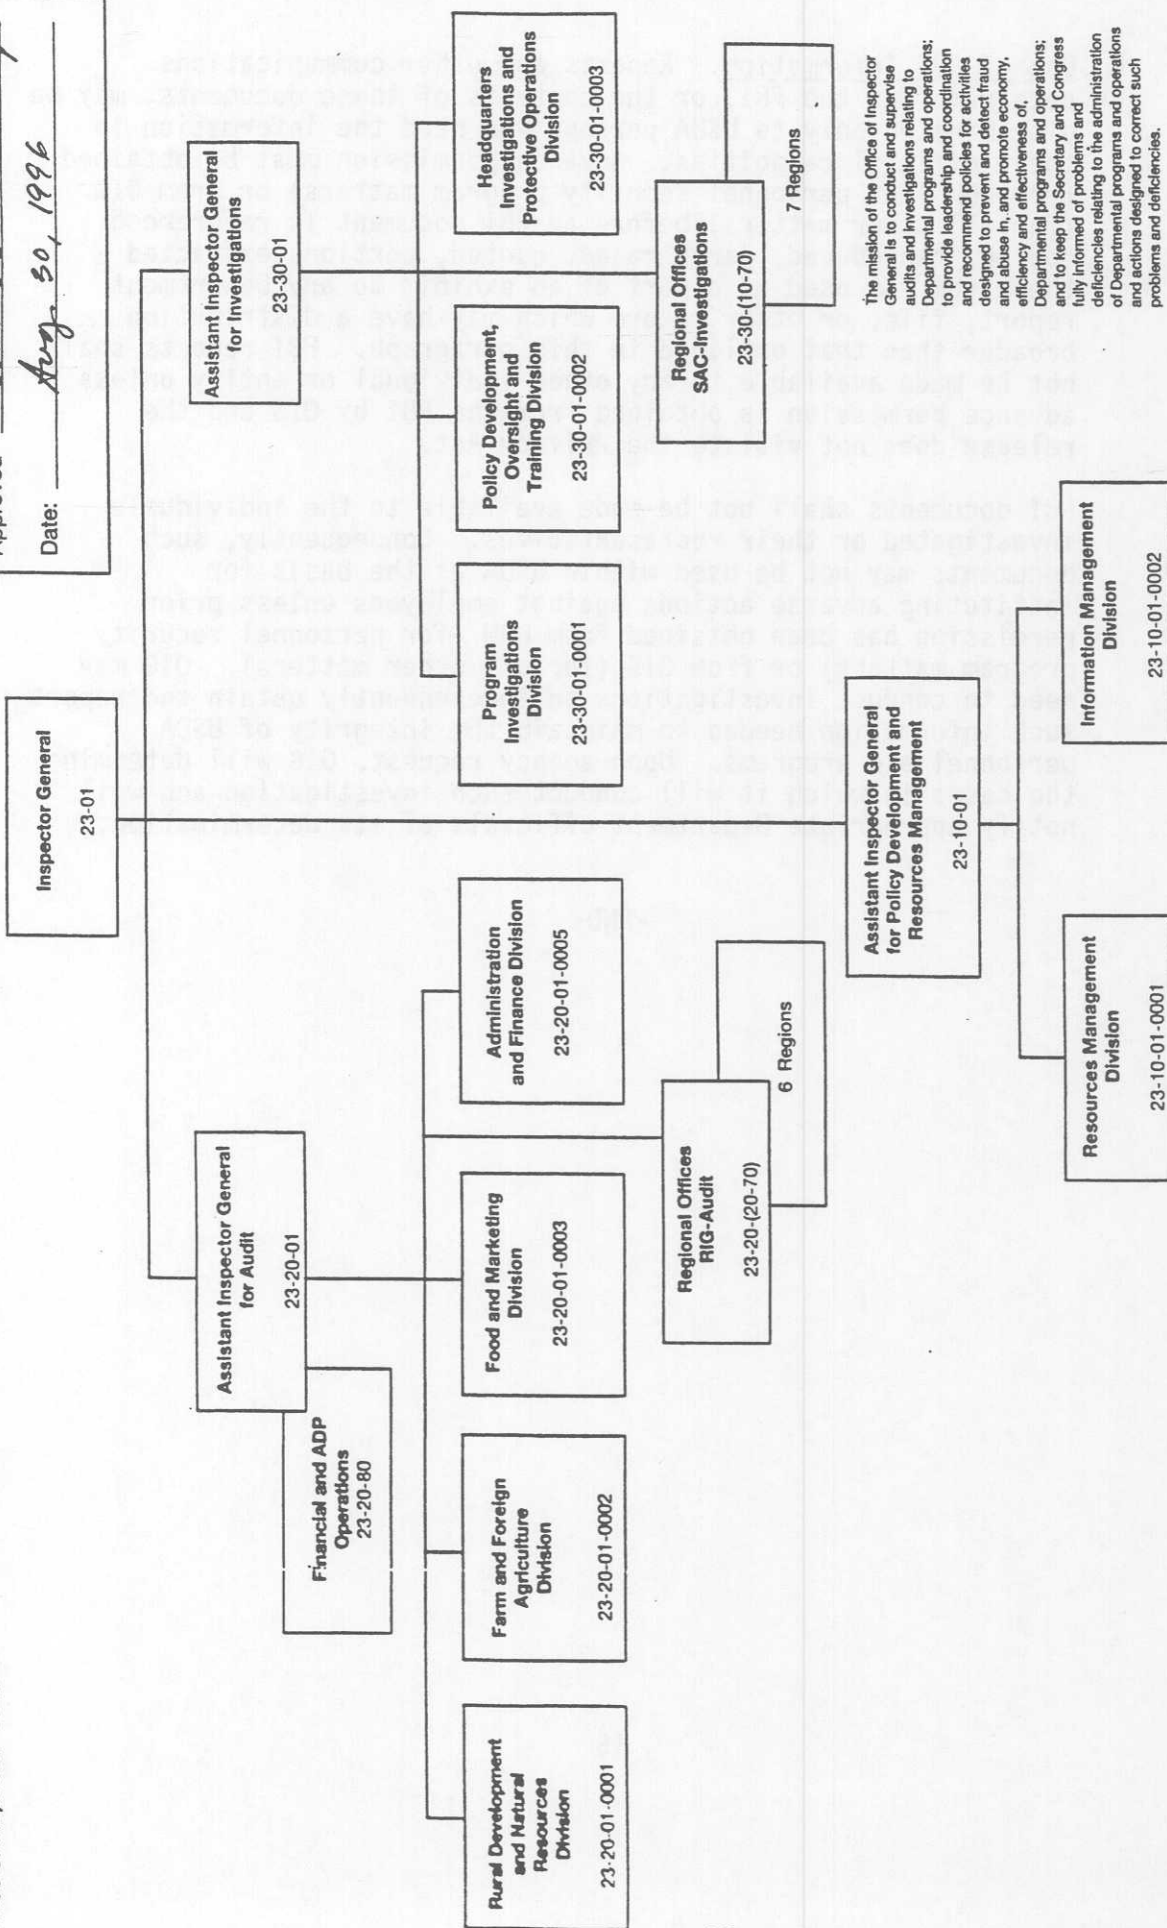 Approved
Date: Aug 30, 1996
Inspector General
23-01
Assistant Inspector General
for Audit
23-20-01
Financial and ADP
Operations
23-20-80
Assistant Inspector General
for Investigations
23-30-01
Rural Development
and Natural
Resources
Division
23-20-01-0001
Farm and Foreign
Agriculture
Division
23-20-01-0002
Food and Marketing
Division
23-20-01-0003
Administration
and Finance Division
23-20-01-0005
Program
Investigations
Division
23-30-01-0001
Policy Development,
Oversight and
Training Division
23-30-01-0002
Headquarters
Investigations and
Protective Operations
Division
23-30-01-0003
Regional Offices
RIG-Audit
23-20-(20-70)
6 Regions
Regional Offices
SAC-Investigations
23-30-(10-70)
7 Regions
Assistant Inspector General
for Policy Development and
Resources Management
23-10-01
Resources Management
Division
23-10-01-0001
Information Management
Division
23-10-01-0002
The mission of the Office of Inspector
General is to conduct and supervise
audits and investigations relating to
Departmental programs and operations;
to provide leadership and coordination
and recommend policies for activities
designed to prevent and detect fraud
and abuse in, and promote economy,
efficiency and effectiveness of,
Departmental programs and operations;
and to keep the Secretary and Congress
fully informed of problems and
deficiencies relating to the administration
of Departmental programs and operations
and actions designed to correct such
problems and deficiencies.